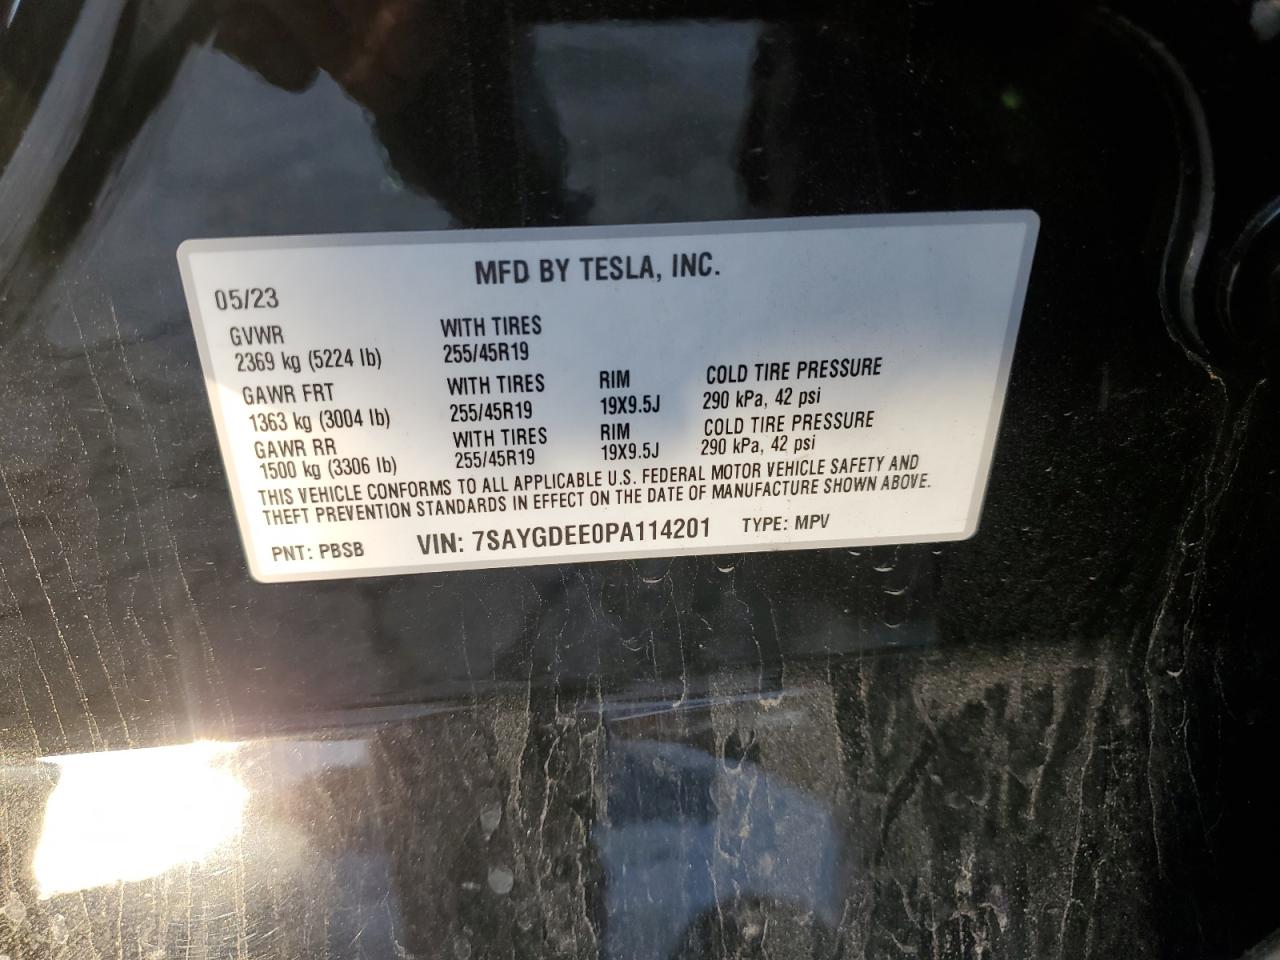 MFD BY TESLA, INC.
05/23
GVWR WITH TIRES
2369 kg (5224 lb) 255/45R19
GAWR FRT WITH TIRES RIM COLD TIRE PRESSURE
1363 kg (3004 lb) 255/45R19 19X9.5J 290 kPa, 42 psi
GAWR RR WITH TIRES RIM COLD TIRE PRESSURE
1500 kg (3306 lb) 255/45R19 19X9.5J 290 kPa, 42 psi
THIS VEHICLE CONFORMS TO ALL APPLICABLE U.S. FEDERAL MOTOR VEHICLE SAFETY AND
THEFT PREVENTION STANDARDS IN EFFECT ON THE DATE OF MANUFACTURE SHOWN ABOVE.
PNT: PBSB VIN: 7SAYGDEE0PA114201 TYPE: MPV